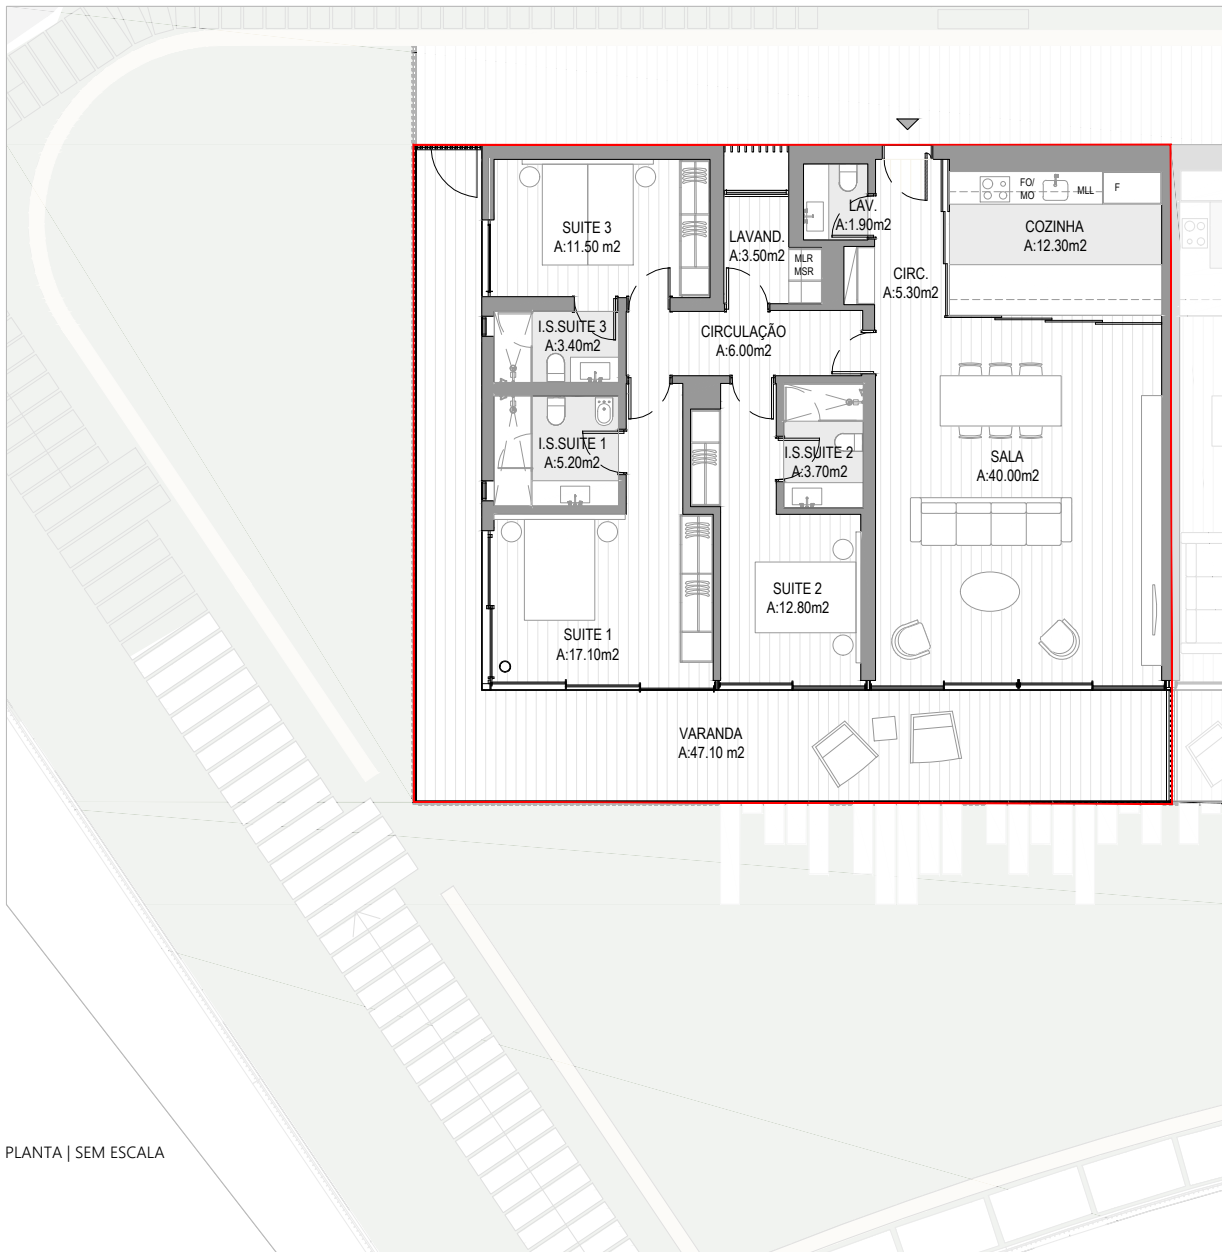 SUITE 3
A:11.50 m2
LAVAND.
A:3.50m2
MLR
MSR
LAV.
A:1.90m2
CIRC.
A:5.30m2
FO/
MO
MLL
F
COZINHA
A:12.30m2
I.S.SUITE 3
A:3.40m2
CIRCULAÇÃO
A:6.00m2
I.S.SUITE 1
A:5.20m2
I.S.SUITE 2
A:3.70m2
SALA
A:40.00m2
SUITE 1
A:17.10m2
SUITE 2
A:12.80m2
VARANDA
A:47.10 m2
PLANTA | SEM ESCALA